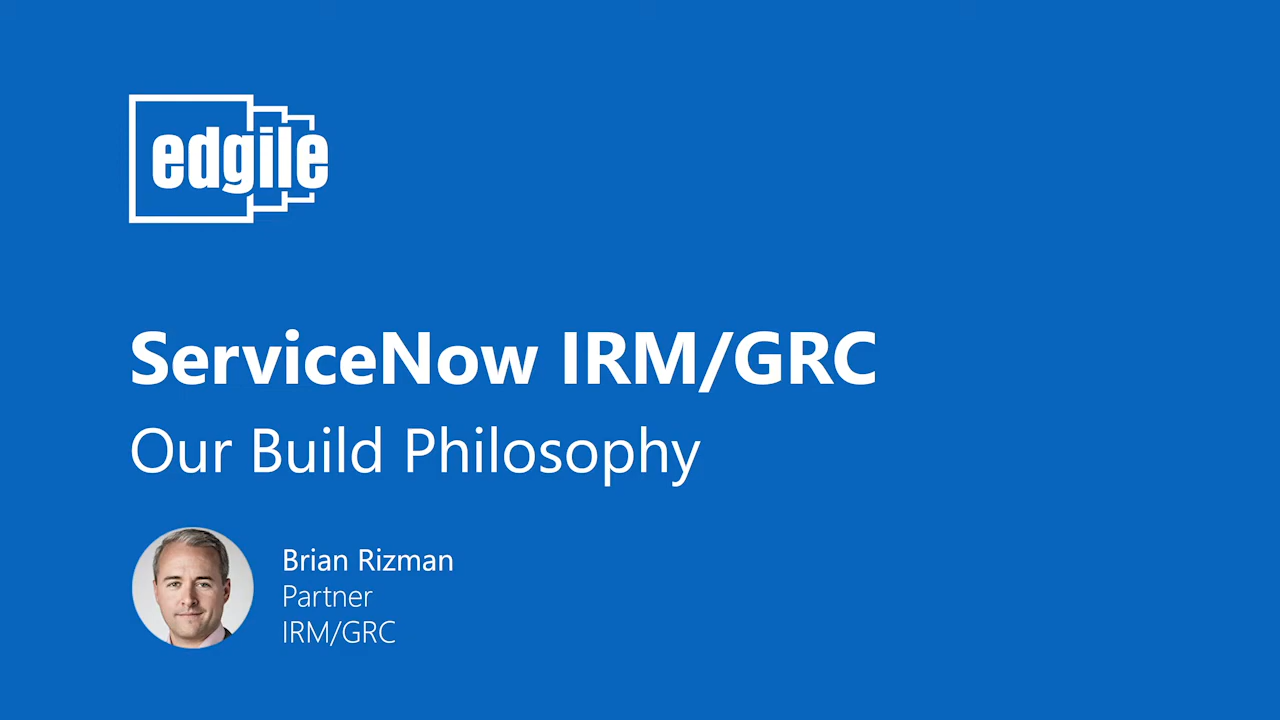 edgile
ServiceNow IRM/GRC
Our Build Philosophy
Brian Rizman
Partner
IRM/GRC